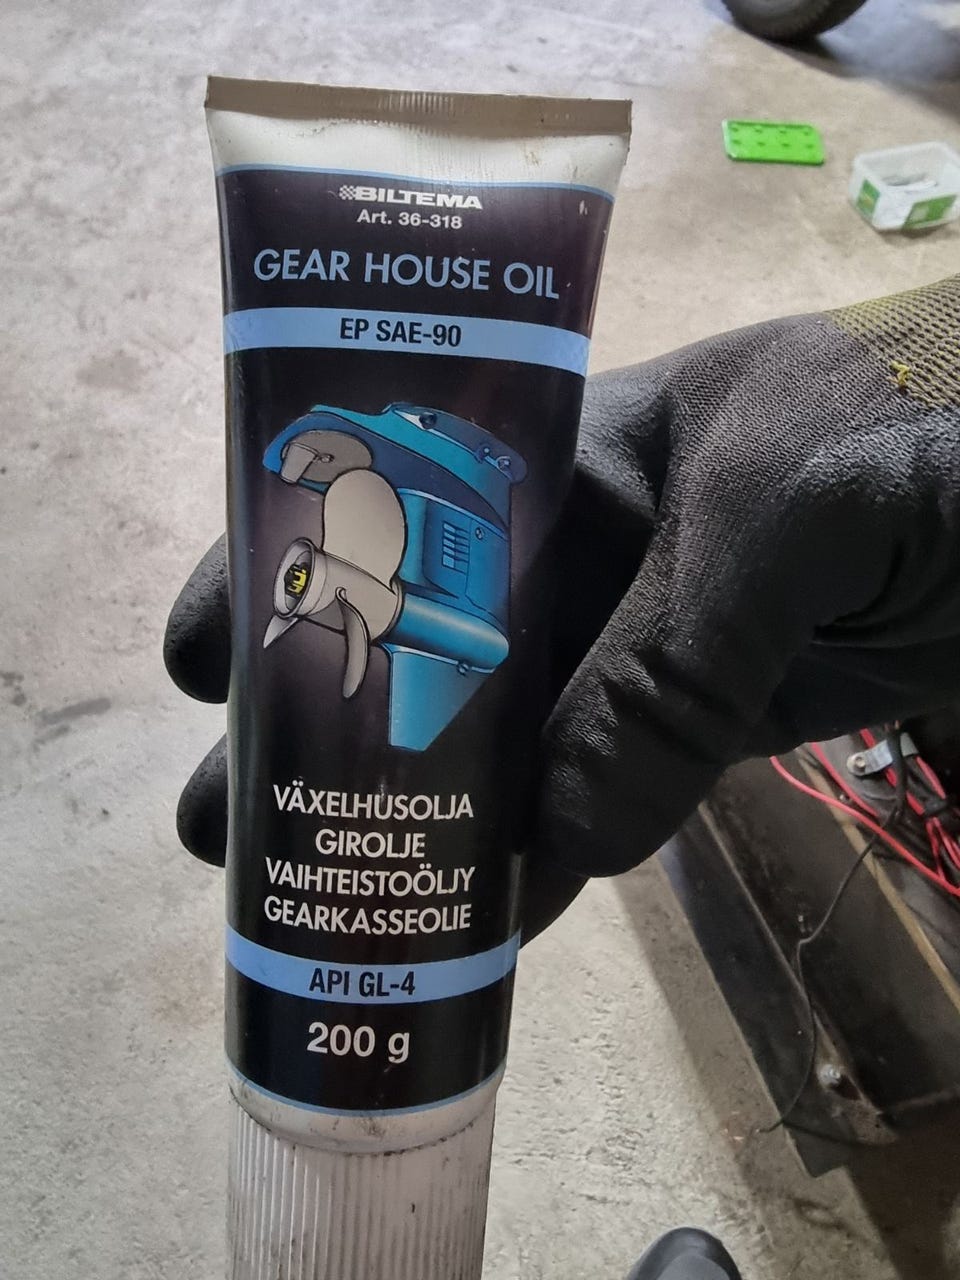 BILTEMA
Art. 36-318
GEAR HOUSE OIL
EP SAE-90
VÄXELHUSOLJA
GIROLJE
VAIHTEISTOÖLJY
GEARKASSEOLIE
API GL-4
200 g